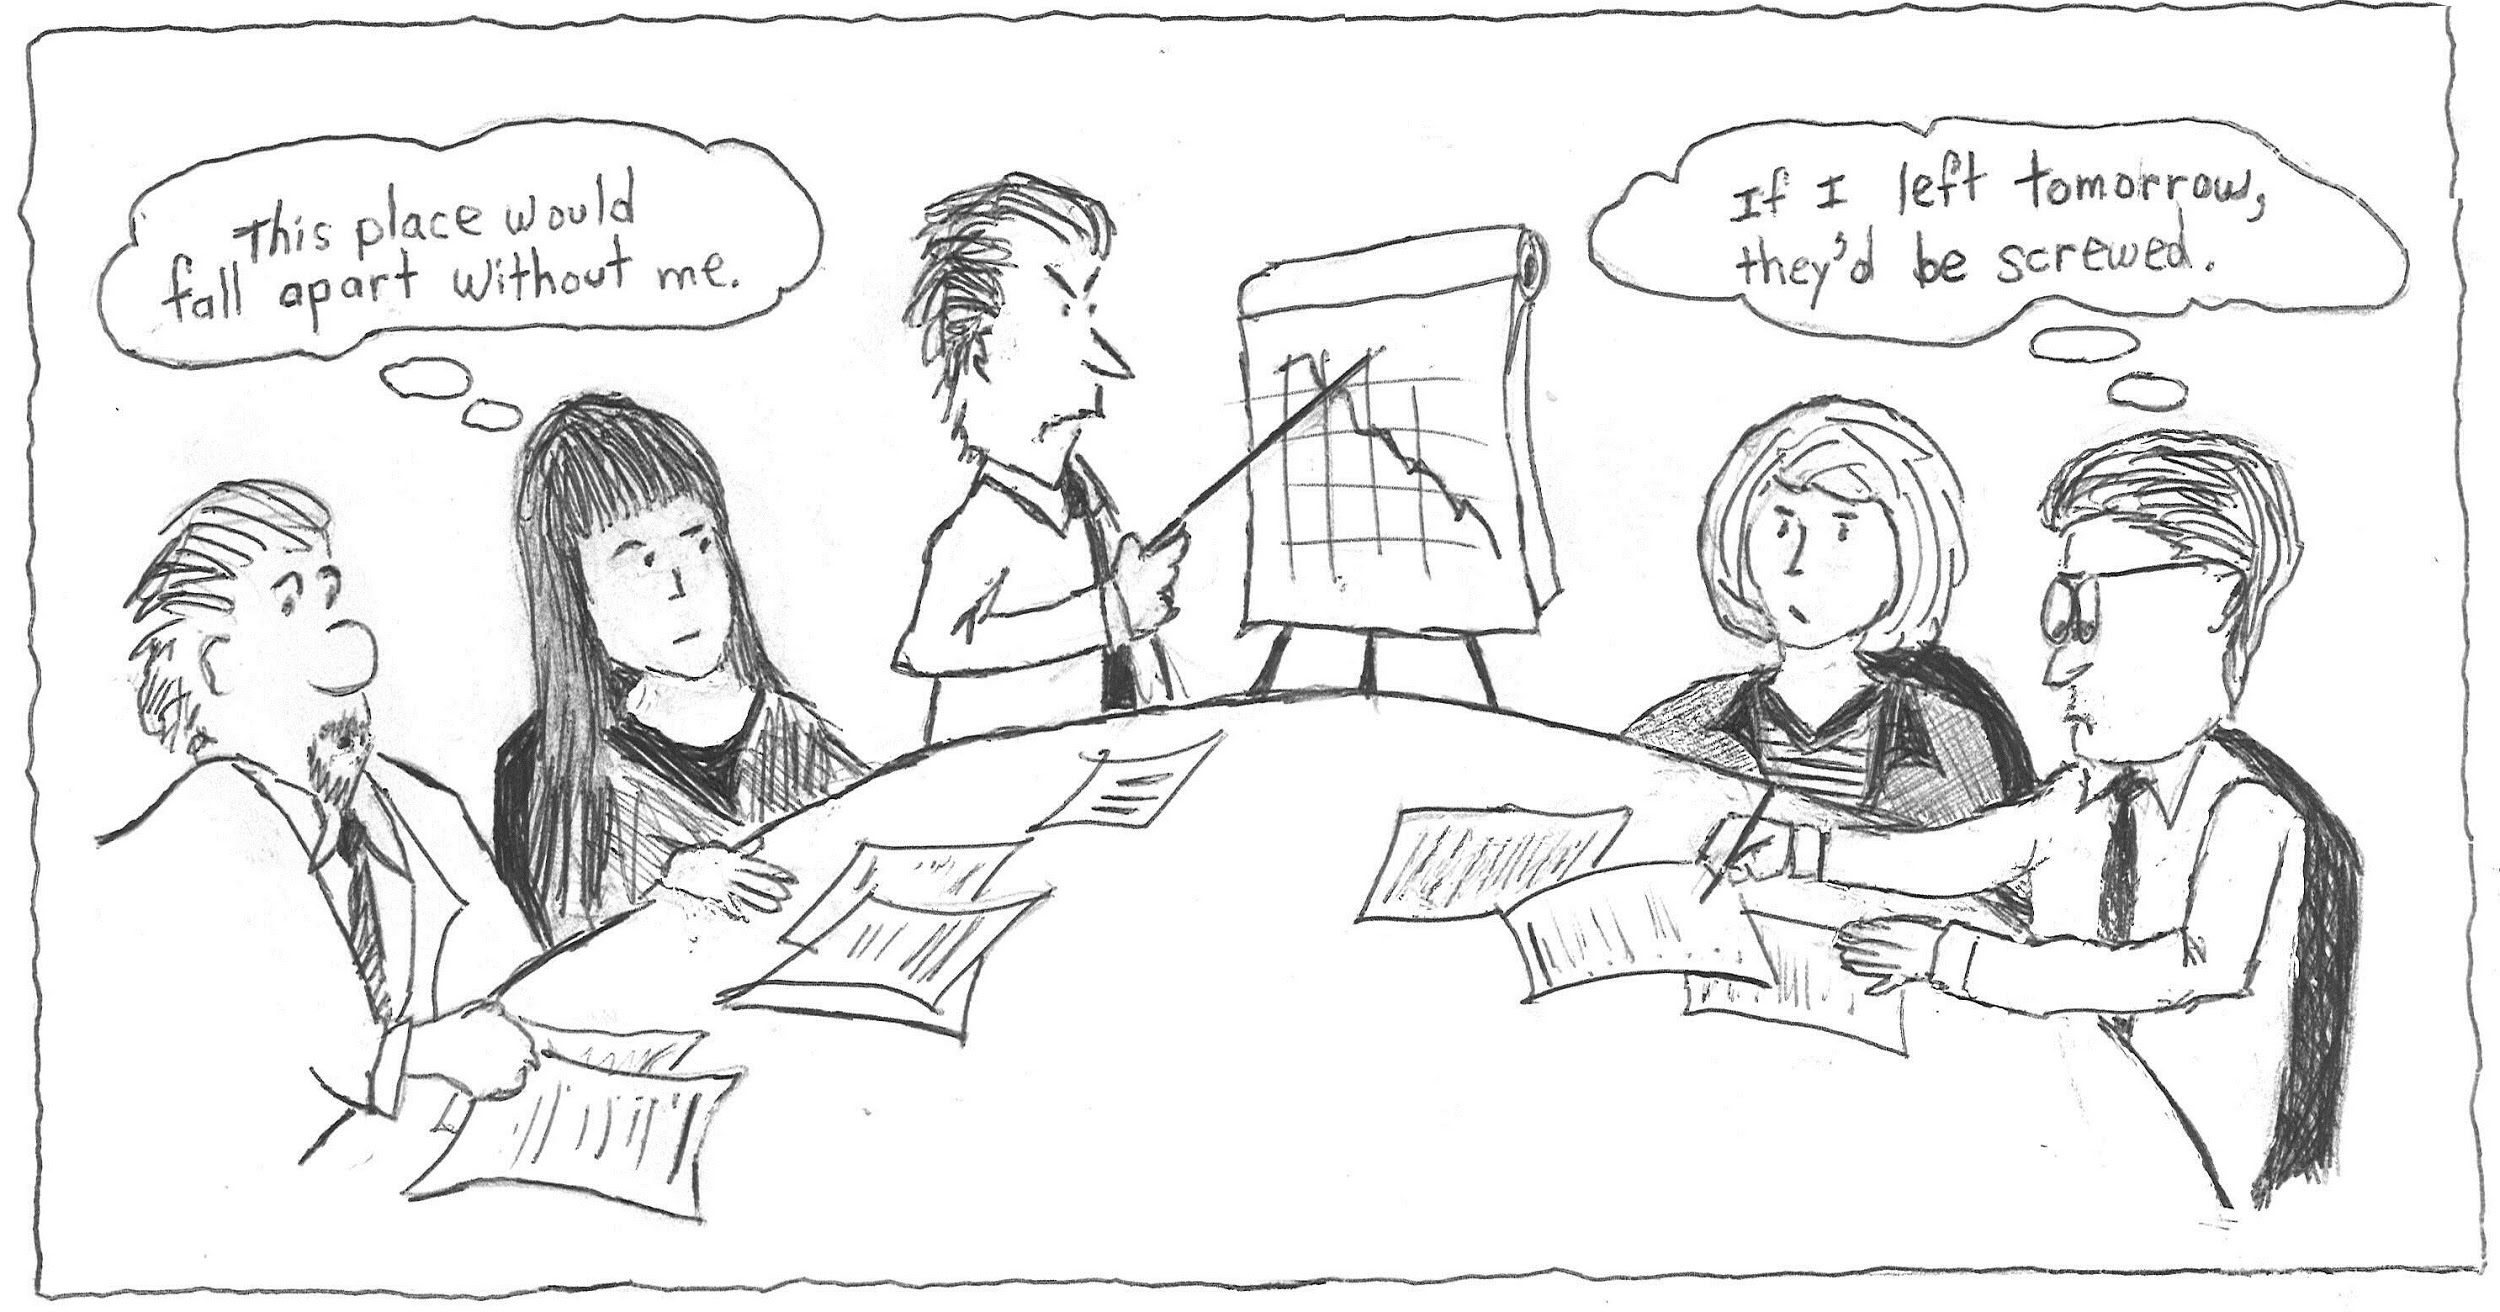 This place would
fall apart without me.
If I left tomorrow,
they'd be screwed.